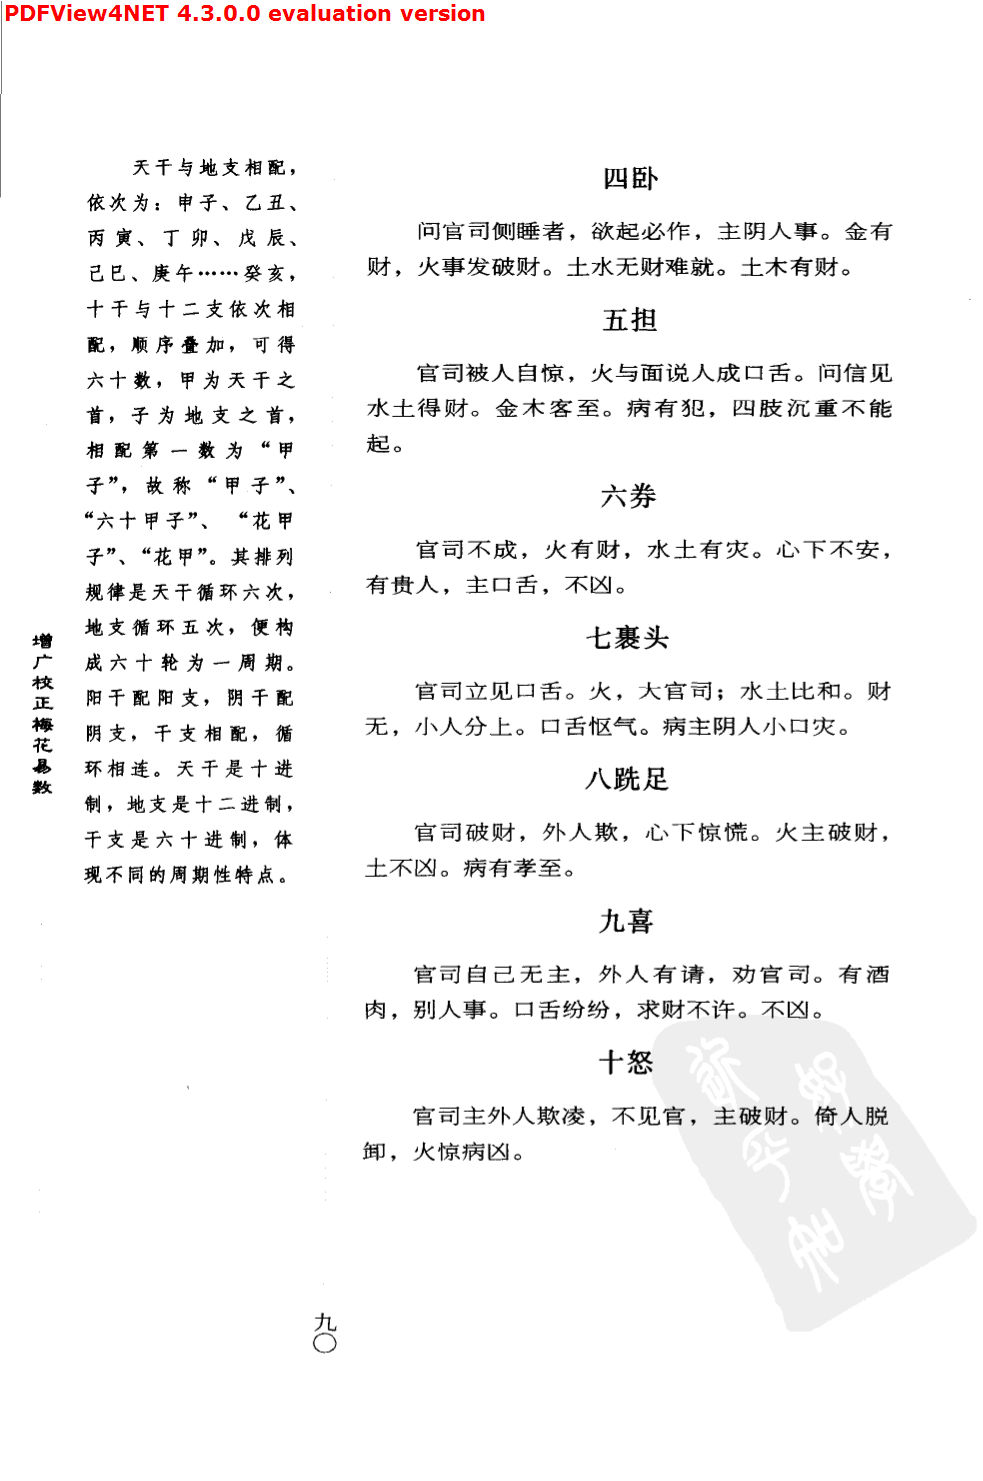 PDFView4NET 4.3.0.0 evaluation version
天干与地支相配，
依次为：申子、乙丑、
丙寅、丁卯、戊辰、
己巳、庚午……癸亥，
十干与十二支依次相
配，顺序叠加，可得
六十数，甲为天干之
首，子为地支之首，
相配第一数为“甲
子”，故称“甲子”、
“六十甲子”、“花甲
子”、“花甲”。其排列
规律是天干循环六次，
地支循环五次，便构
成六十轮为一周期。
阳干配阳支，阴干配
阴支，干支相配，循
环相连。天干是十进
制，地支是十二进制，
干支是六十进制，体
现不同的周期性特点。
增广校正梅花易数
四卧
问官司侧睡者，欲起必作，主阴人事。金有
财，火事发破财。土水无财难就。土木有财。
五担
官司被人自惊，火与面说人成口舌。问信见
水土得财。金木客至。病有犯，四肢沉重不能
起。
六券
官司不成，火有财，水土有灾。心下不安，
有贵人，主口舌，不凶。
七裹头
官司立见口舌。火，大官司；水土比和。财
无，小人分上。口舌怄气。病主阴人小口灾。
八跣足
官司破财，外人欺，心下惊慌。火主破财，
土不凶。病有孝至。
九喜
官司自己无主，外人有请，劝官司。有酒
肉，别人事。口舌纷纷，求财不许。不凶。
十怒
官司主外人欺凌，不见官，主破财。倚人脱
卸，火惊病凶。
九〇